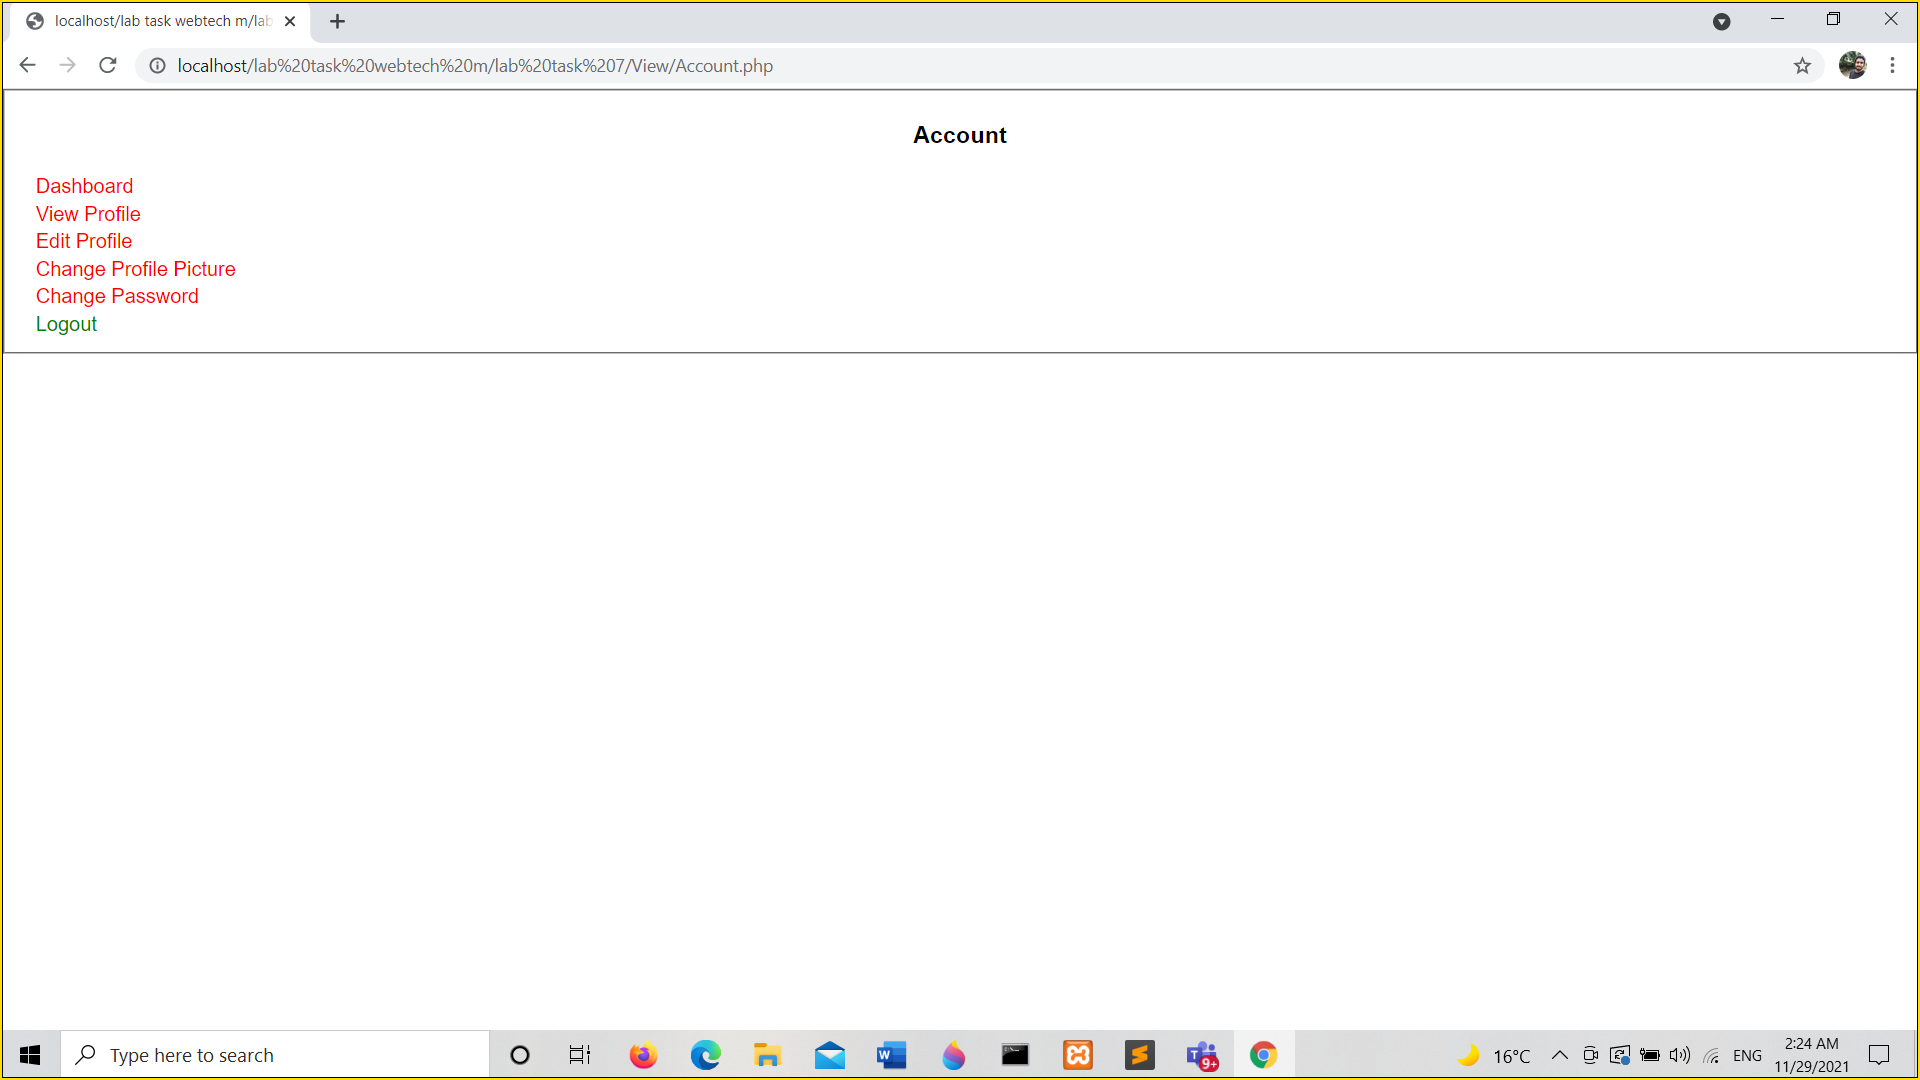 localhost/lab task webtech m/lab
localhost/lab%20task%20webtech%20m/lab%20task%207/View/Account.php
Account
Dashboard
View Profile
Edit Profile
Change Profile Picture
Change Password
Logout
Type here to search
W
T
9+
16°C
ENG
2:24 AM
11/29/2021